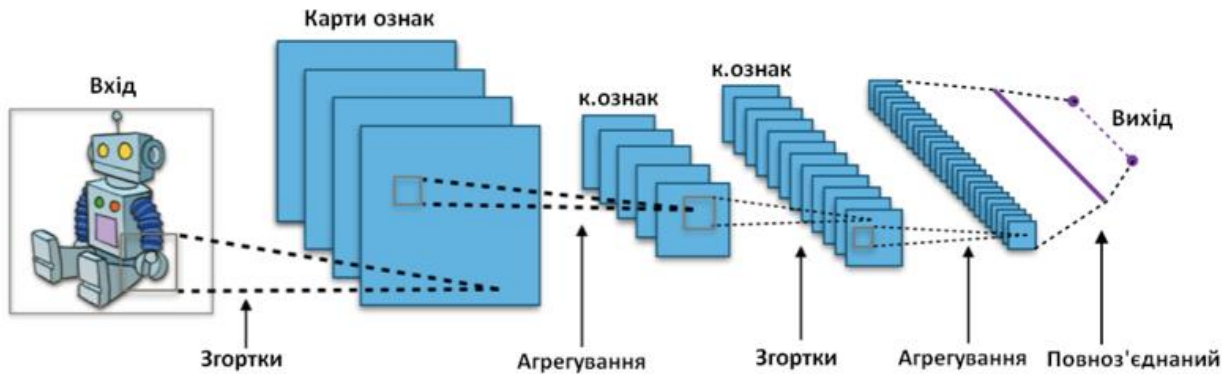 Карти ознак
Вхід
к.ознак
к.ознак
Вихід
Згортки
Агрегування
Згортки
Агрегування
Повноз'єднаний